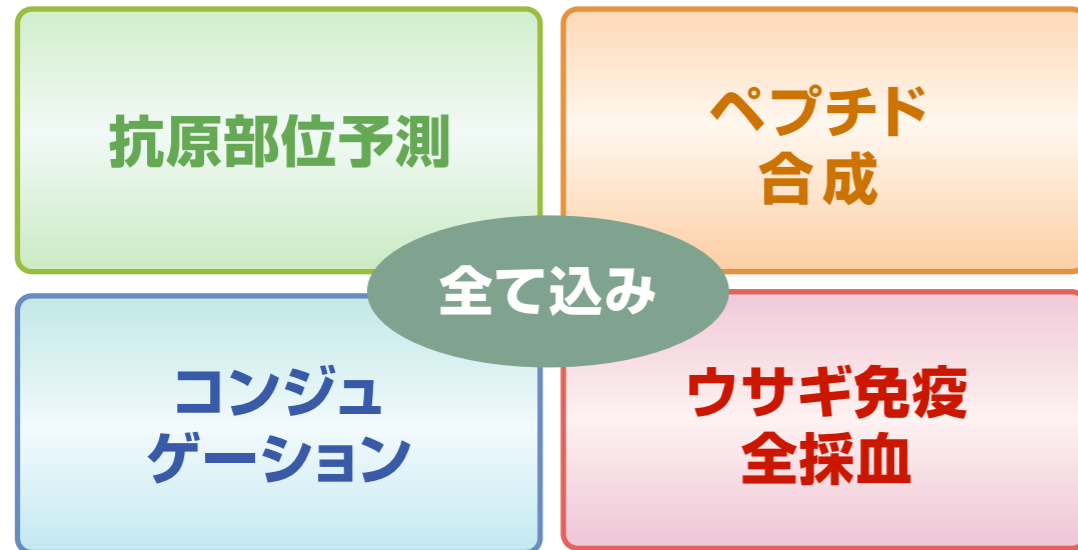 抗原部位予測
ペプチド
合成
全て込み
コンジュ
ゲーション
ウサギ免疫
全採血